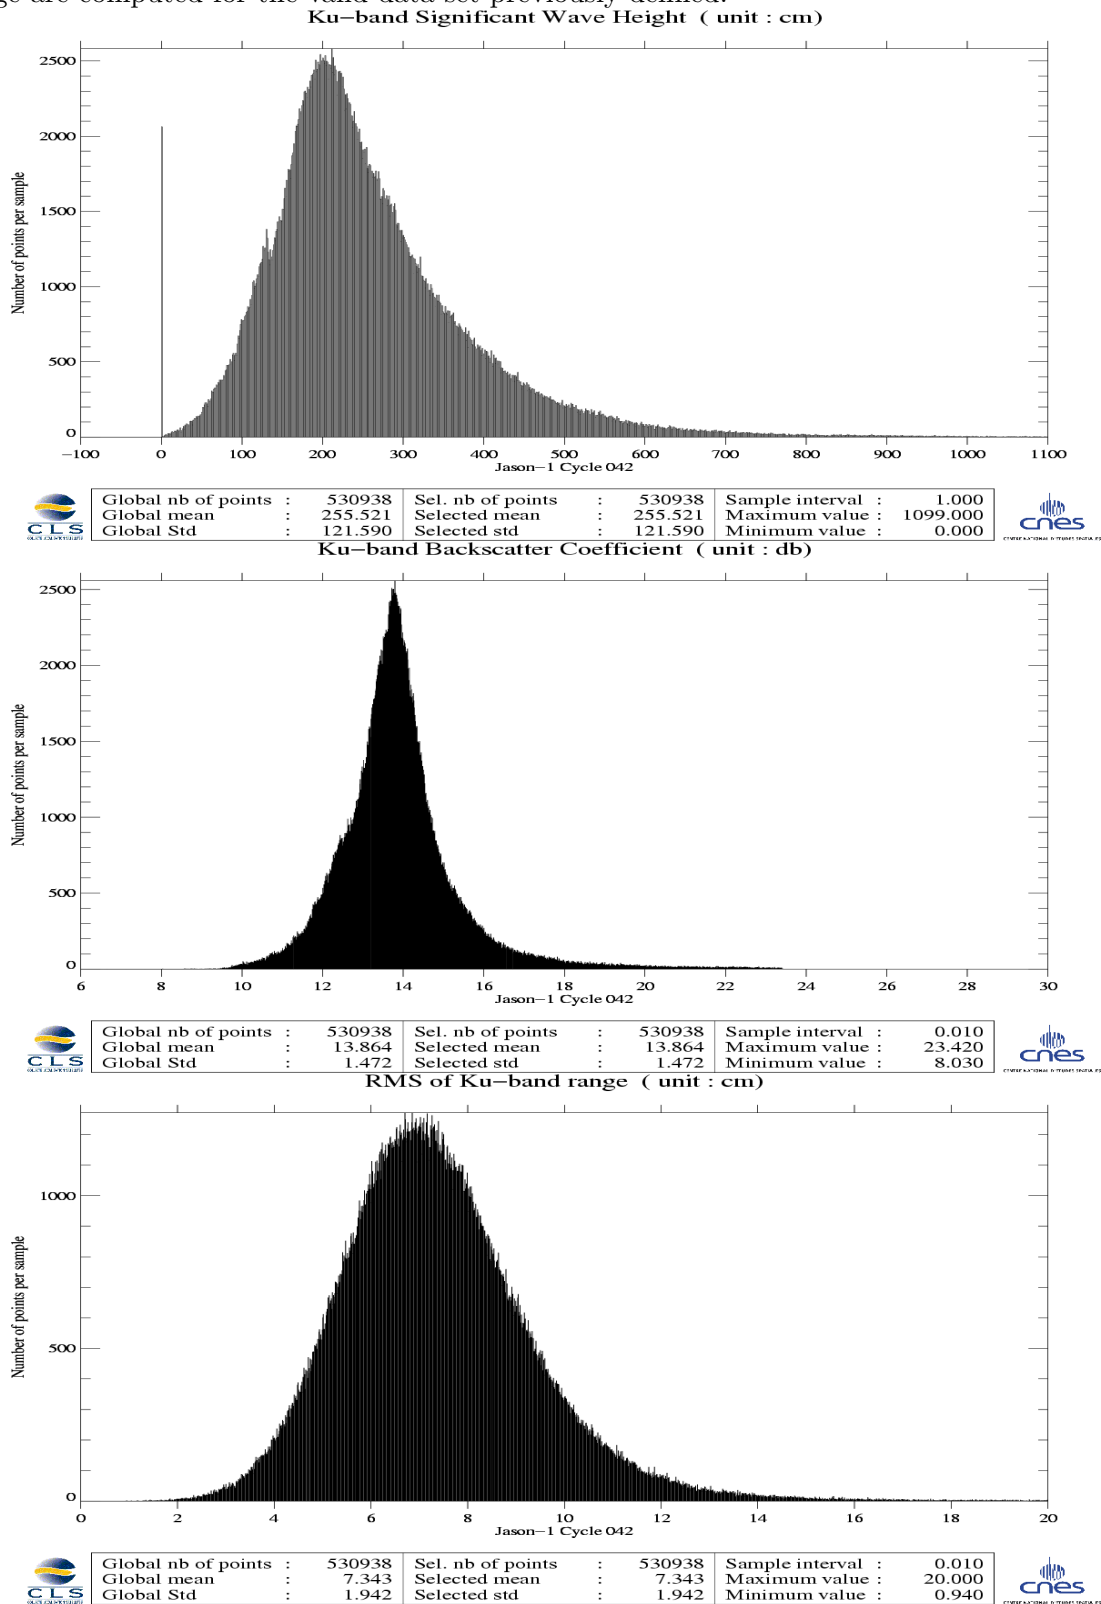 ge are computed for the valid data set previously defined.
Ku−band Significant Wave Height ( unit : cm)
Number of points per sample
2500
2000
1500
1000
500
0
−100 0 100 200 300 400 500 600 700 800 900 1000 1100
Jason−1 Cycle 042
CLS
Global nb of points : 530938 Sel. nb of points : 530938 Sample interval : 1.000
Global mean : 255.521 Selected mean : 255.521 Maximum value : 1099.000
Global Std : 121.590 Selected std : 121.590 Minimum value : 0.000
cnes
Ku−band Backscatter Coefficient ( unit : db)
Number of points per sample
2500
2000
1500
1000
500
0
6 8 10 12 14 16 18 20 22 24 26 28 30
Jason−1 Cycle 042
CLS
Global nb of points : 530938 Sel. nb of points : 530938 Sample interval : 0.010
Global mean : 13.864 Selected mean : 13.864 Maximum value : 23.420
Global Std : 1.472 Selected std : 1.472 Minimum value : 8.030
cnes
RMS of Ku−band range ( unit : cm)
Number of points per sample
1000
500
0
0 2 4 6 8 10 12 14 16 18 20
Jason−1 Cycle 042
CLS
Global nb of points : 530938 Sel. nb of points : 530938 Sample interval : 0.010
Global mean : 7.343 Selected mean : 7.343 Maximum value : 20.000
Global Std : 1.942 Selected std : 1.942 Minimum value : 0.940
cnes